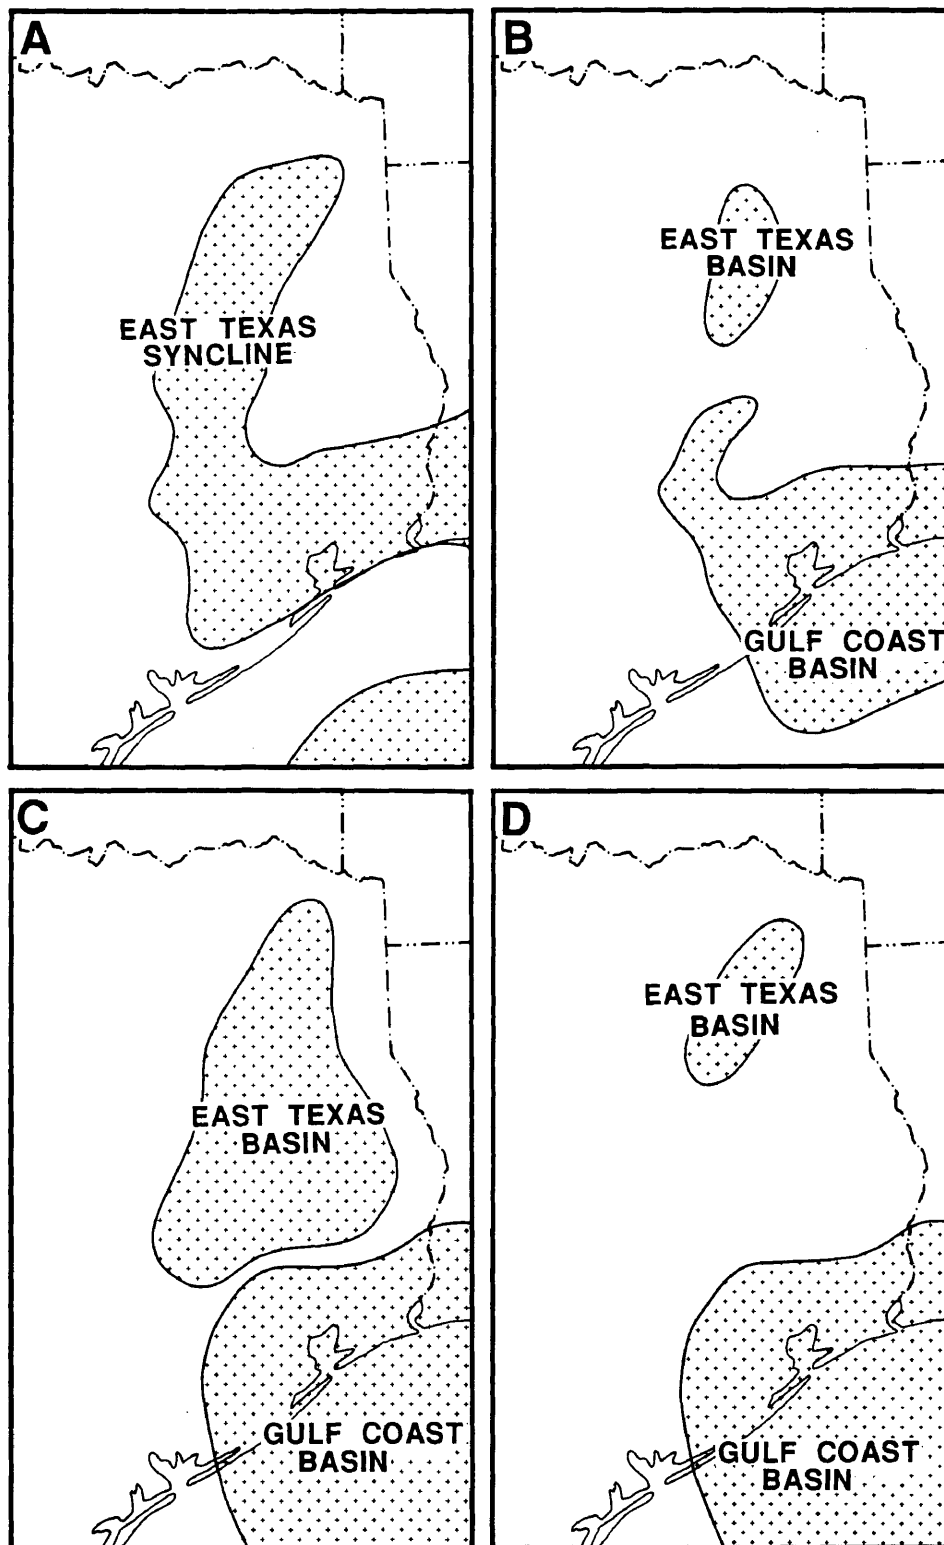 A
EAST TEXAS
SYNCLINE
B
EAST TEXAS
BASIN
GULF COAST
BASIN
C
EAST TEXAS
BASIN
GULF COAST
BASIN
D
EAST TEXAS
BASIN
GULF COAST
BASIN